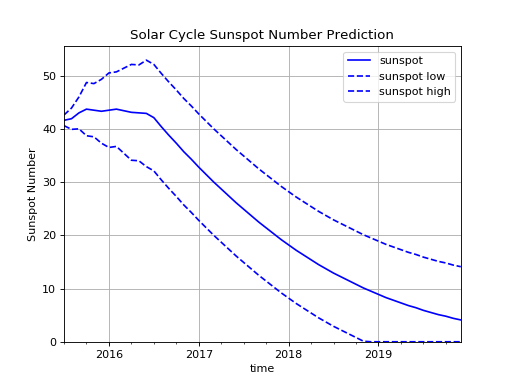 Solar Cycle Sunspot Number Prediction
sunspot
sunspot low
sunspot high
Sunspot Number
50
40
30
20
10
0
2016 2017 2018 2019
time